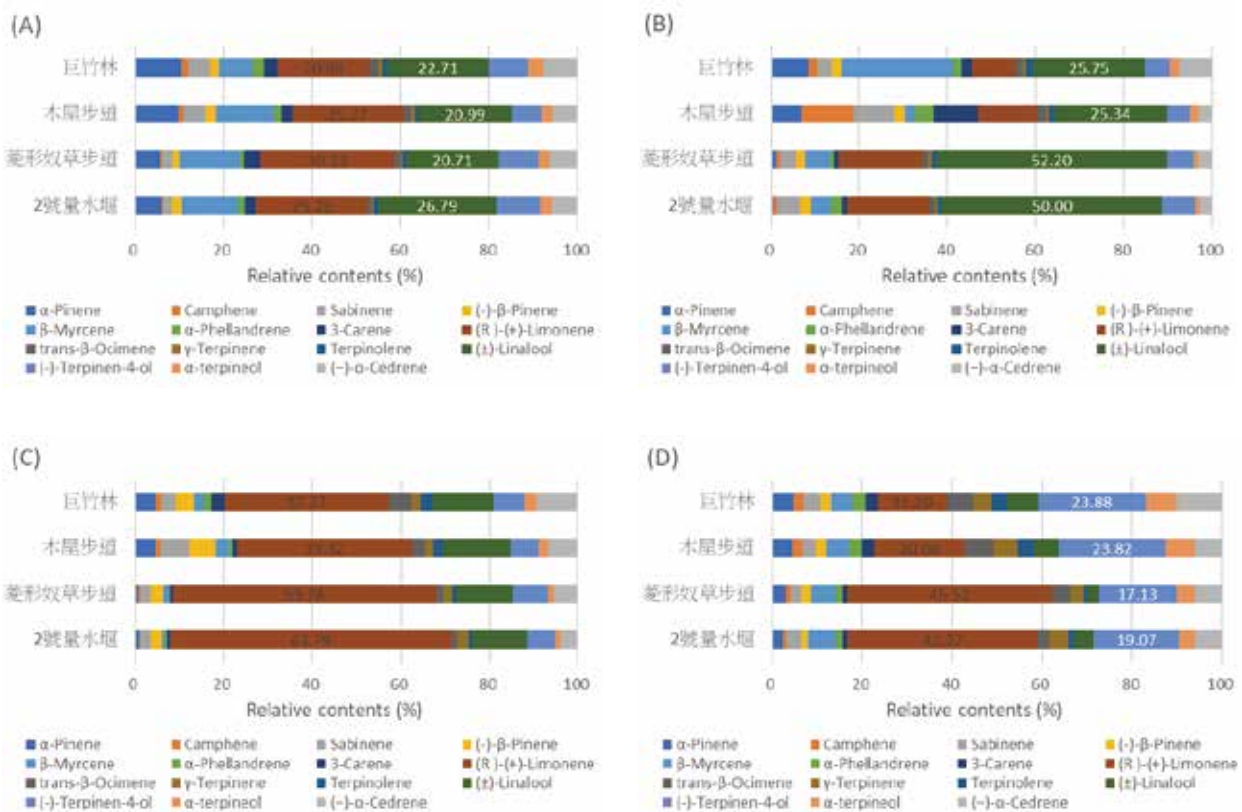 (A)
巨竹林
22.71
木屋步道
20.99
菱形奴草步道
20.71
2號量水堰
26.79
0 20 40 60 80 100
Relative contents (%)
α-Pinene Camphene Sabinene (-)-β-Pinene
β-Myrcene α-Phellandrene 3-Carene (R )-(+)-Limonene
trans-β-Ocimene γ-Terpinene Terpinolene (±)-Linalool
(-)-Terpinen-4-ol α-terpineol (−)-α-Cedrene
(B)
巨竹林
25.75
木屋步道
25.34
菱形奴草步道
52.20
2號量水堰
50.00
0 20 40 60 80 100
Relative contents (%)
α-Pinene Camphene Sabinene (-)-β-Pinene
β-Myrcene α-Phellandrene 3-Carene (R )-(+)-Limonene
trans-β-Ocimene γ-Terpinene Terpinolene (±)-Linalool
(-)-Terpinen-4-ol α-terpineol (−)-α-Cedrene
(C)
巨竹林
木屋步道
菱形奴草步道
2號量水堰
0 20 40 60 80 100
Relative contents (%)
α-Pinene Camphene Sabinene (-)-β-Pinene
β-Myrcene α-Phellandrene 3-Carene (R )-(+)-Limonene
trans-β-Ocimene γ-Terpinene Terpinolene (±)-Linalool
(-)-Terpinen-4-ol α-terpineol (−)-α-Cedrene
(D)
巨竹林
23.88
木屋步道
23.82
菱形奴草步道
17.13
2號量水堰
19.07
0 20 40 60 80 100
Relative contents (%)
α-Pinene Camphene Sabinene (-)-β-Pinene
β-Myrcene α-Phellandrene 3-Carene (R )-(+)-Limonene
trans-β-Ocimene γ-Terpinene Terpinolene (±)-Linalool
(-)-Terpinen-4-ol α-terpineol (−)-α-Cedrene